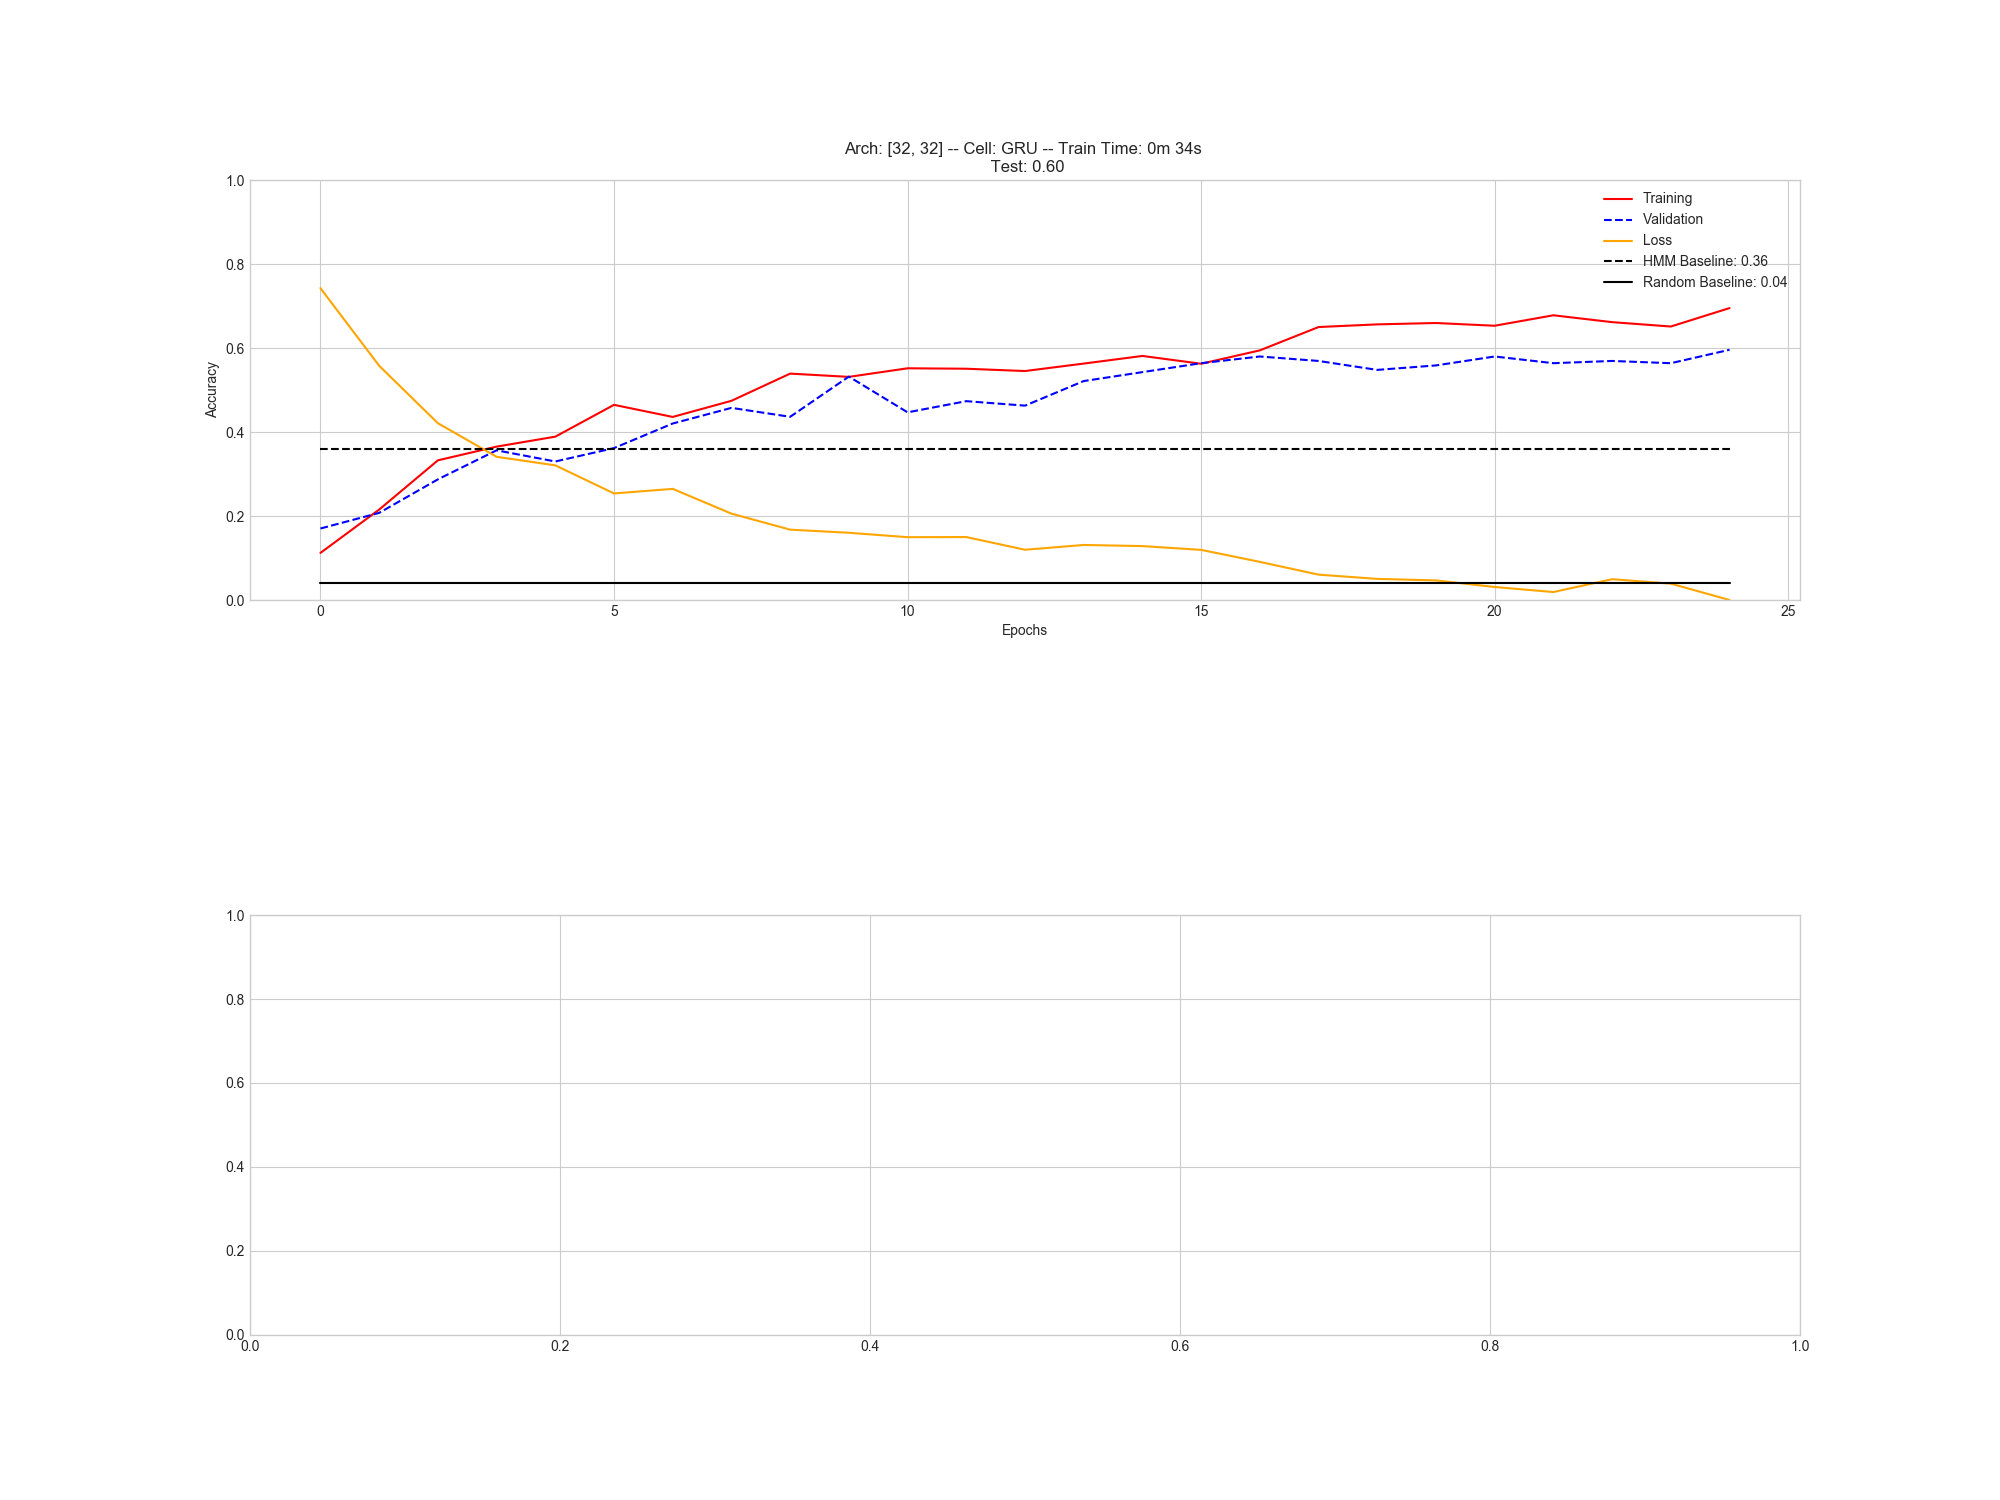 Arch: [32, 32] -- Cell: GRU -- Train Time: 0m 34s
Test: 0.60
1.0
0.8
0.6
0.4
0.2
0.0
Accuracy
Training
Validation
Loss
HMM Baseline: 0.36
Random Baseline: 0.04
0 5 10 15 20 25
Epochs
1.0
0.8
0.6
0.4
0.2
0.0
0.0 0.2 0.4 0.6 0.8 1.0